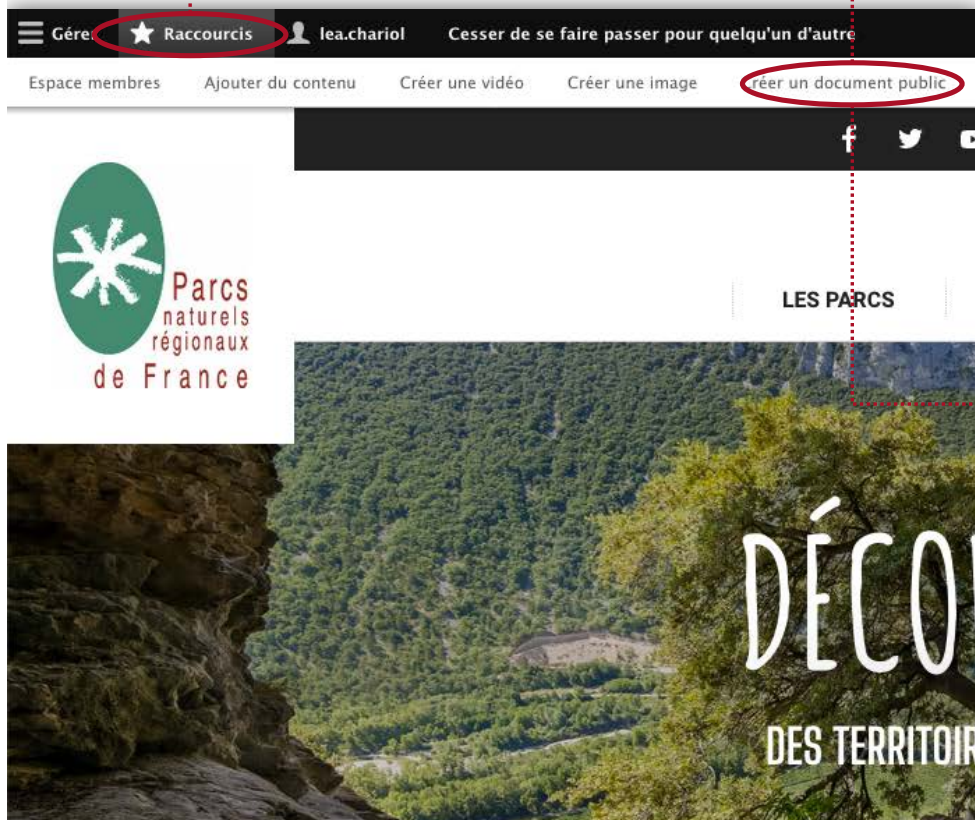 Gérer Raccourcis lea.chariol Cesser de se faire passer pour quelqu'un d'autre
Espace membres Ajouter du contenu Créer une vidéo Créer une image Créer un document public
Parcs
naturels
régionaux
de France
LES PARCS
DÉCO
DES TERRITOIR